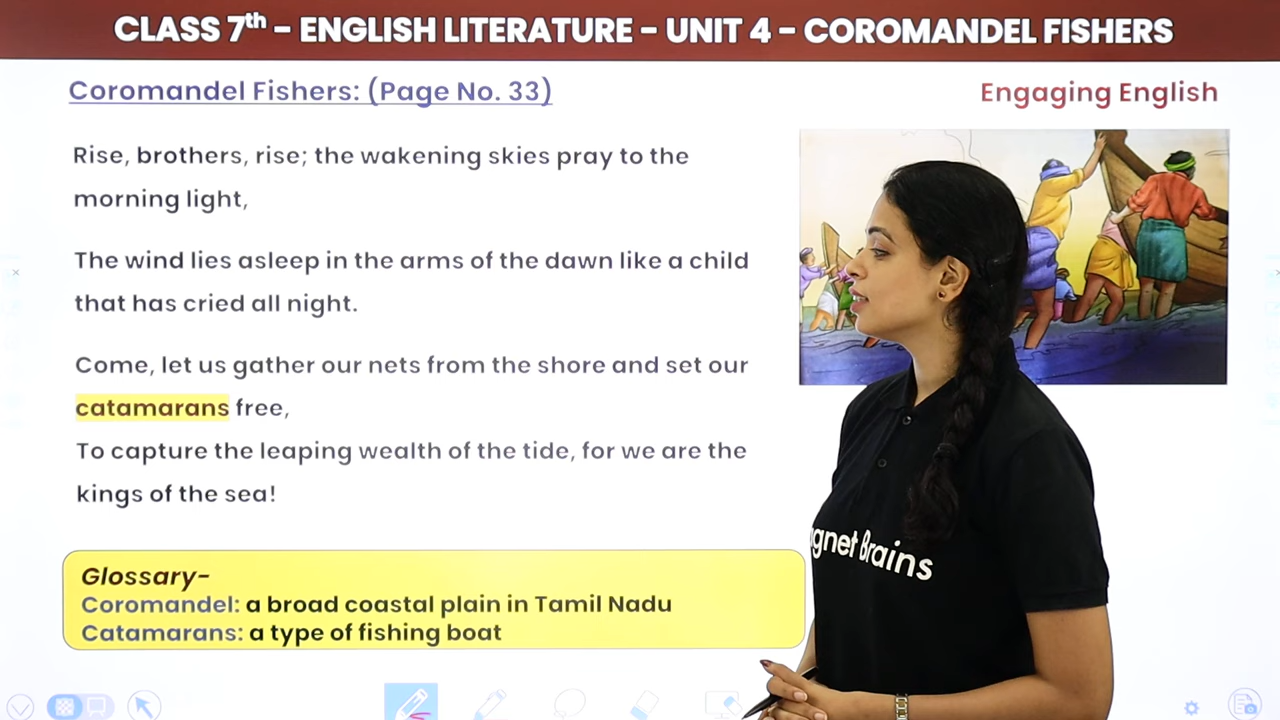 CLASS 7th – ENGLISH LITERATURE – UNIT 4 – COROMANDEL FISHERS
Coromandel Fishers: (Page No. 33)
Engaging English
Rise, brothers, rise; the wakening skies pray to the
morning light,
The wind lies asleep in the arms of the dawn like a child
that has cried all night.
Come, let us gather our nets from the shore and set our
catamarans free,
To capture the leaping wealth of the tide, for we are the
kings of the sea!
Glossary-
Coromandel: a broad coastal plain in Tamil Nadu
Catamarans: a type of fishing boat
gnet Brains